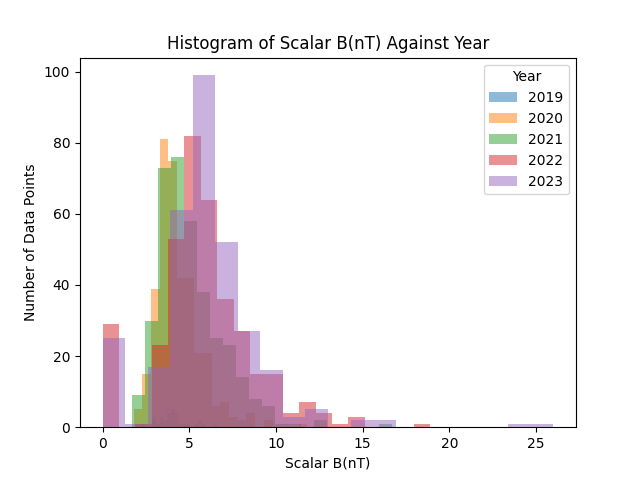 Histogram of Scalar B(nT) Against Year
Year
2019
2020
2021
2022
2023
Number of Data Points
100
80
60
40
20
0
0 5 10 15 20 25
Scalar B(nT)